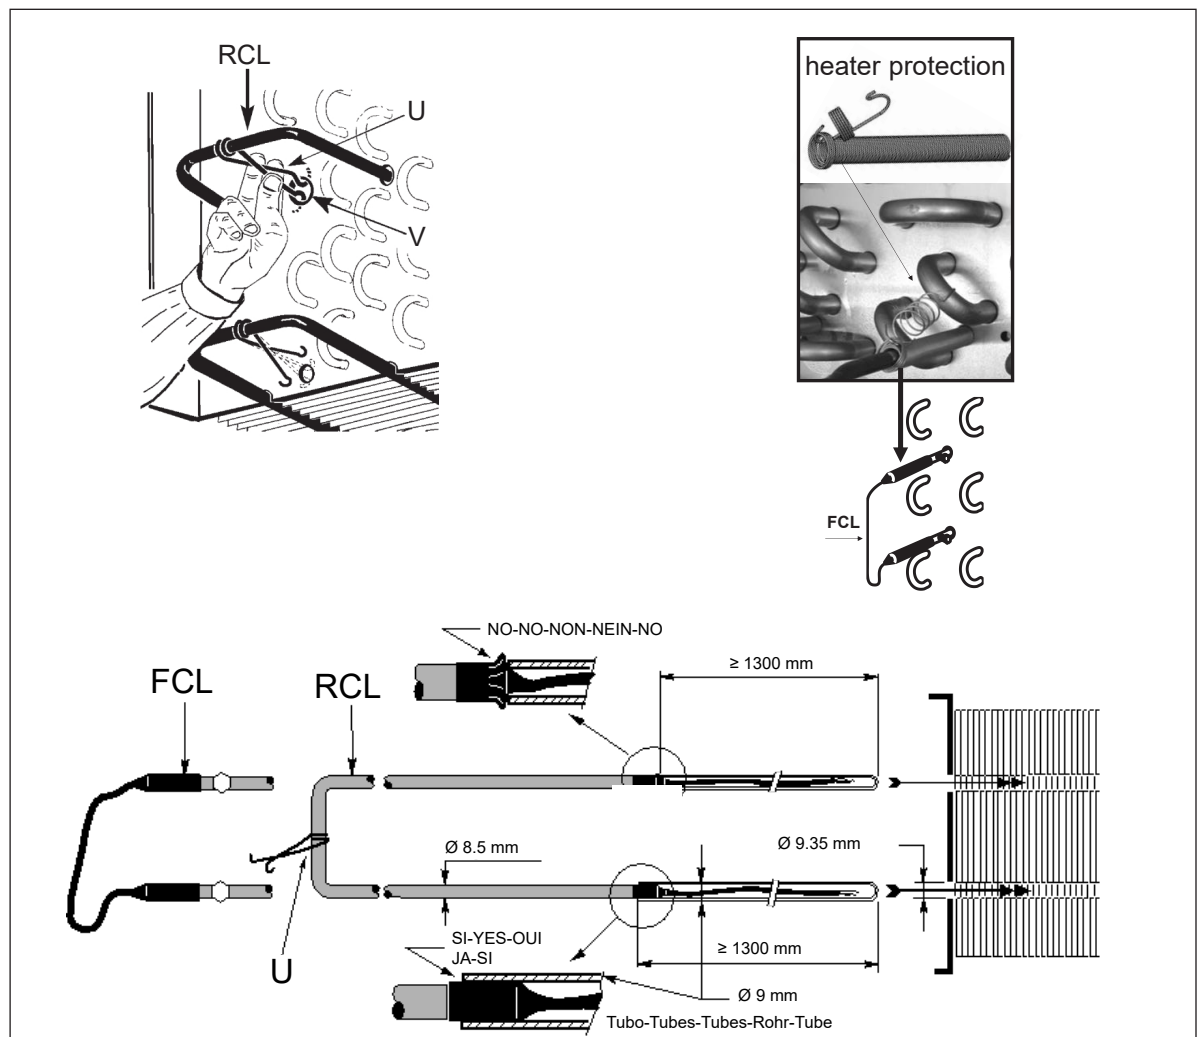 RCL
U
V
heater protection
FCL
NO-NO-NON-NEIN-NO
≥ 1300 mm
FCL
RCL
Ø 8.5 mm
Ø 9.35 mm
U
SI-YES-OUI
JA-SI
≥ 1300 mm
Ø 9 mm
Tubo-Tubes-Tubes-Rohr-Tube